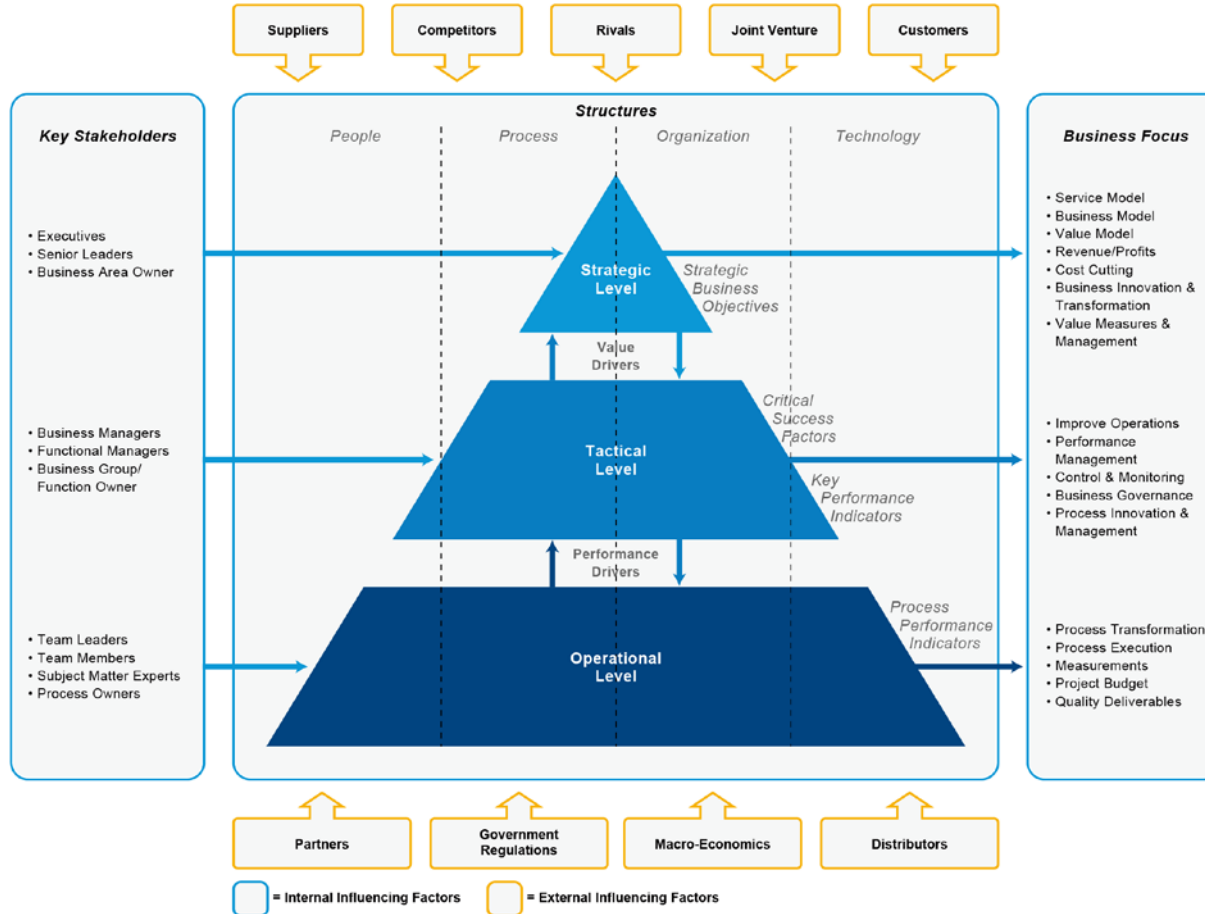 Suppliers
Competitors
Rivals
Joint Venture
Customers
Key Stakeholders
• Executives
• Senior Leaders
• Business Area Owner
• Business Managers
• Functional Managers
• Business Group/
Function Owner
• Team Leaders
• Team Members
• Subject Matter Experts
• Process Owners
Structures
People
Process
Organization
Technology
Strategic
Level
Strategic
Business
Objectives
Value
Drivers
Tactical
Level
Critical
Success
Factors
Key
Performance
Indicators
Performance
Drivers
Operational
Level
Process
Performance
Indicators
Business Focus
• Service Model
• Business Model
• Value Model
• Revenue/Profits
• Cost Cutting
• Business Innovation &
Transformation
• Value Measures &
Management
• Improve Operations
• Performance
Management
• Control & Monitoring
• Business Governance
• Process Innovation &
Management
• Process Transformation
• Process Execution
• Measurements
• Project Budget
• Quality Deliverables
Partners
Government
Regulations
Macro-Economics
Distributors
= Internal Influencing Factors
= External Influencing Factors